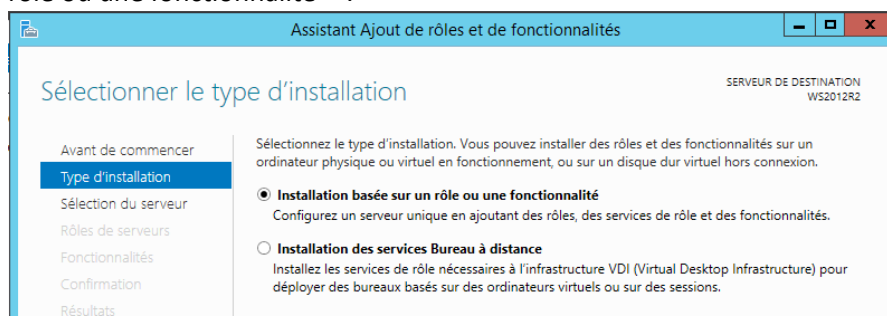 rôle ou une fonctionnalité
Assistant Ajout de rôles et de fonctionnalités
Sélectionner le type d'installation
SERVEUR DE DESTINATION
WS2012R2
Avant de commencer
Type d'installation
Sélection du serveur
Rôles de serveurs
Fonctionnalités
Confirmation
Résultats
Sélectionnez le type d'installation. Vous pouvez installer des rôles et des fonctionnalités sur un
ordinateur physique ou virtuel en fonctionnement, ou sur un disque dur virtuel hors connexion.
Installation basée sur un rôle ou une fonctionnalité
Configurez un serveur unique en ajoutant des rôles, des services de rôle et des fonctionnalités.
Installation des services Bureau à distance
Installez les services de rôle nécessaires à l'infrastructure VDI (Virtual Desktop Infrastructure) pour
déployer des bureaux basés sur des ordinateurs virtuels ou sur des sessions.